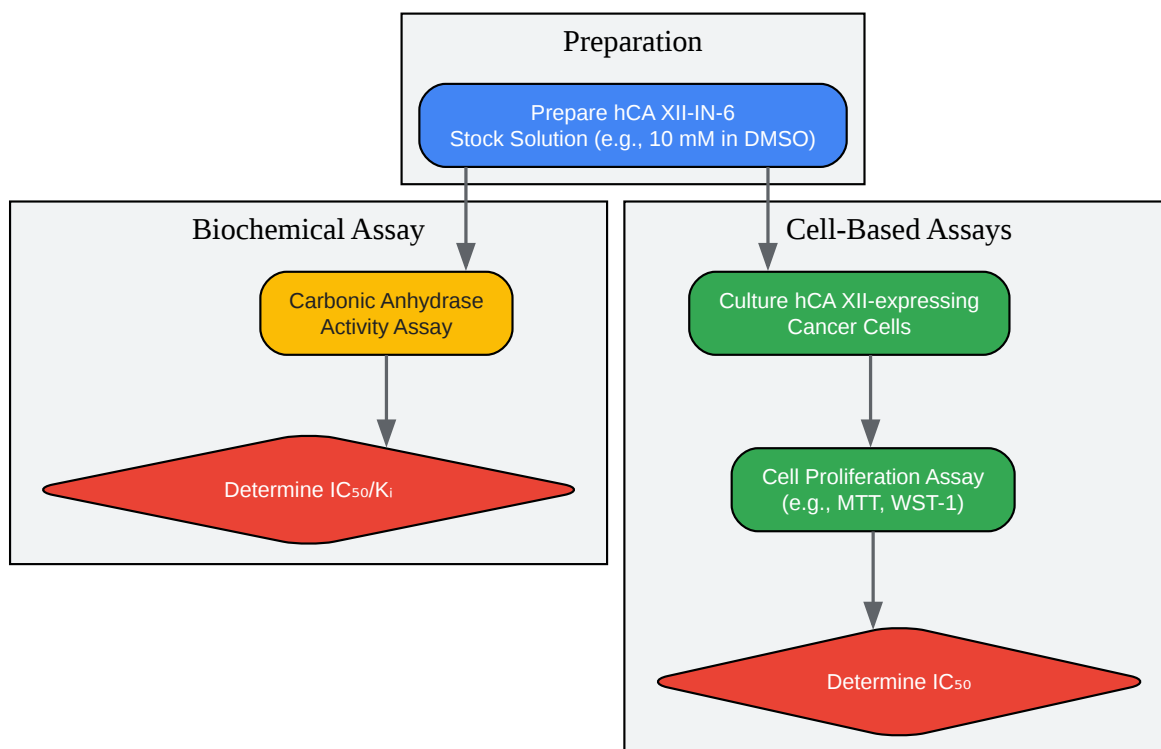 Preparation
Prepare hCA XII-IN-6
Stock Solution (e.g., 10 mM in DMSO)
Biochemical Assay
Carbonic Anhydrase
Activity Assay
Determine IC₅₀/Kᵢ
Cell-Based Assays
Culture hCA XII-expressing
Cancer Cells
Cell Proliferation Assay
(e.g., MTT, WST-1)
Determine IC₅₀